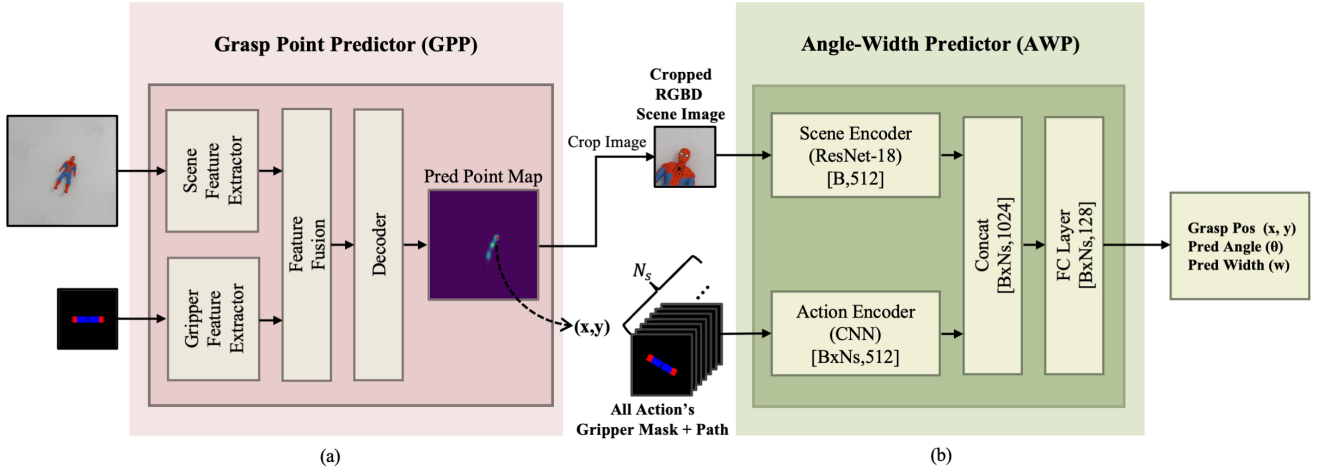 Grasp Point Predictor (GPP)
Scene
Feature
Extractor
Gripper
Feature
Extractor
Feature
Fusion
Decoder
Pred Point Map
(x,y)
Crop Image
Cropped
RGBD
Scene Image
N_s
...
All Action's
Gripper Mask + Path
(a)
Angle-Width Predictor (AWP)
Scene Encoder
(ResNet-18)
[B,512]
Action Encoder
(CNN)
[BxNs,512]
Concat
[BxNs,1024]
FC Layer
[BxNs,128]
Grasp Pos (x, y)
Pred Angle (θ)
Pred Width (w)
(b)